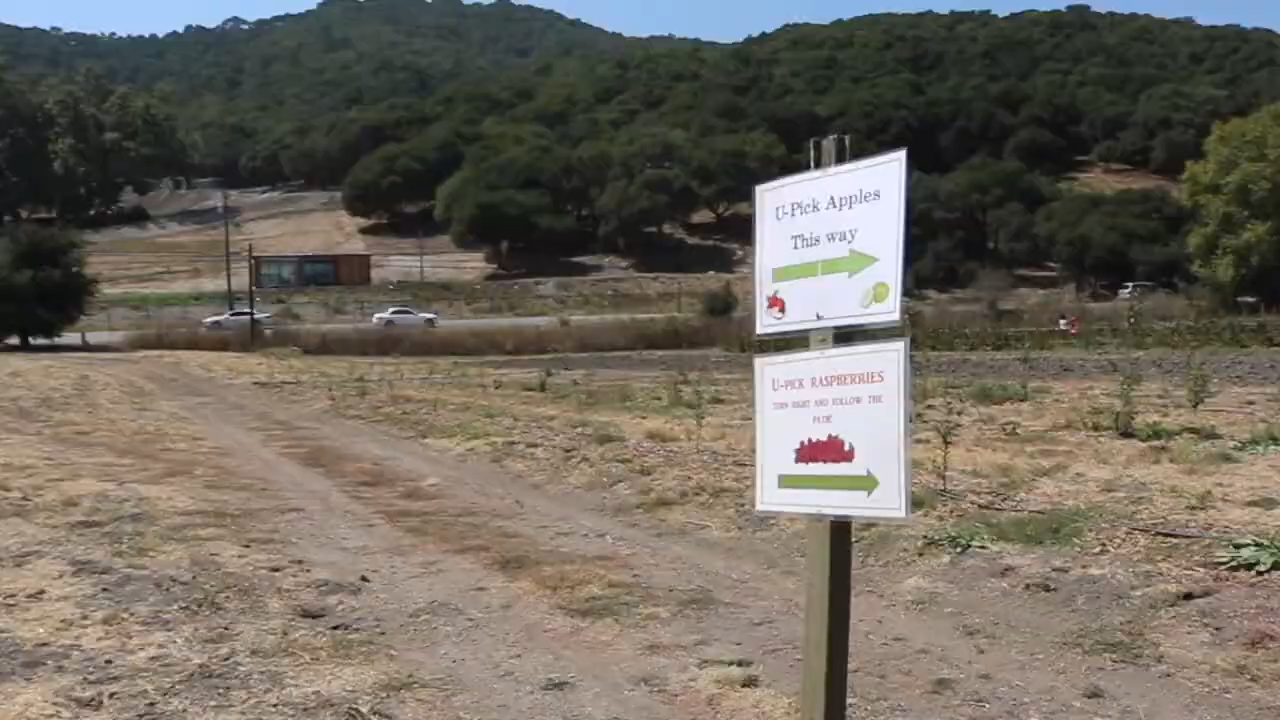 U-Pick Apples
This way
U-PICK RASPBERRIES
TURN RIGHT AND FOLLOW THE
PATH